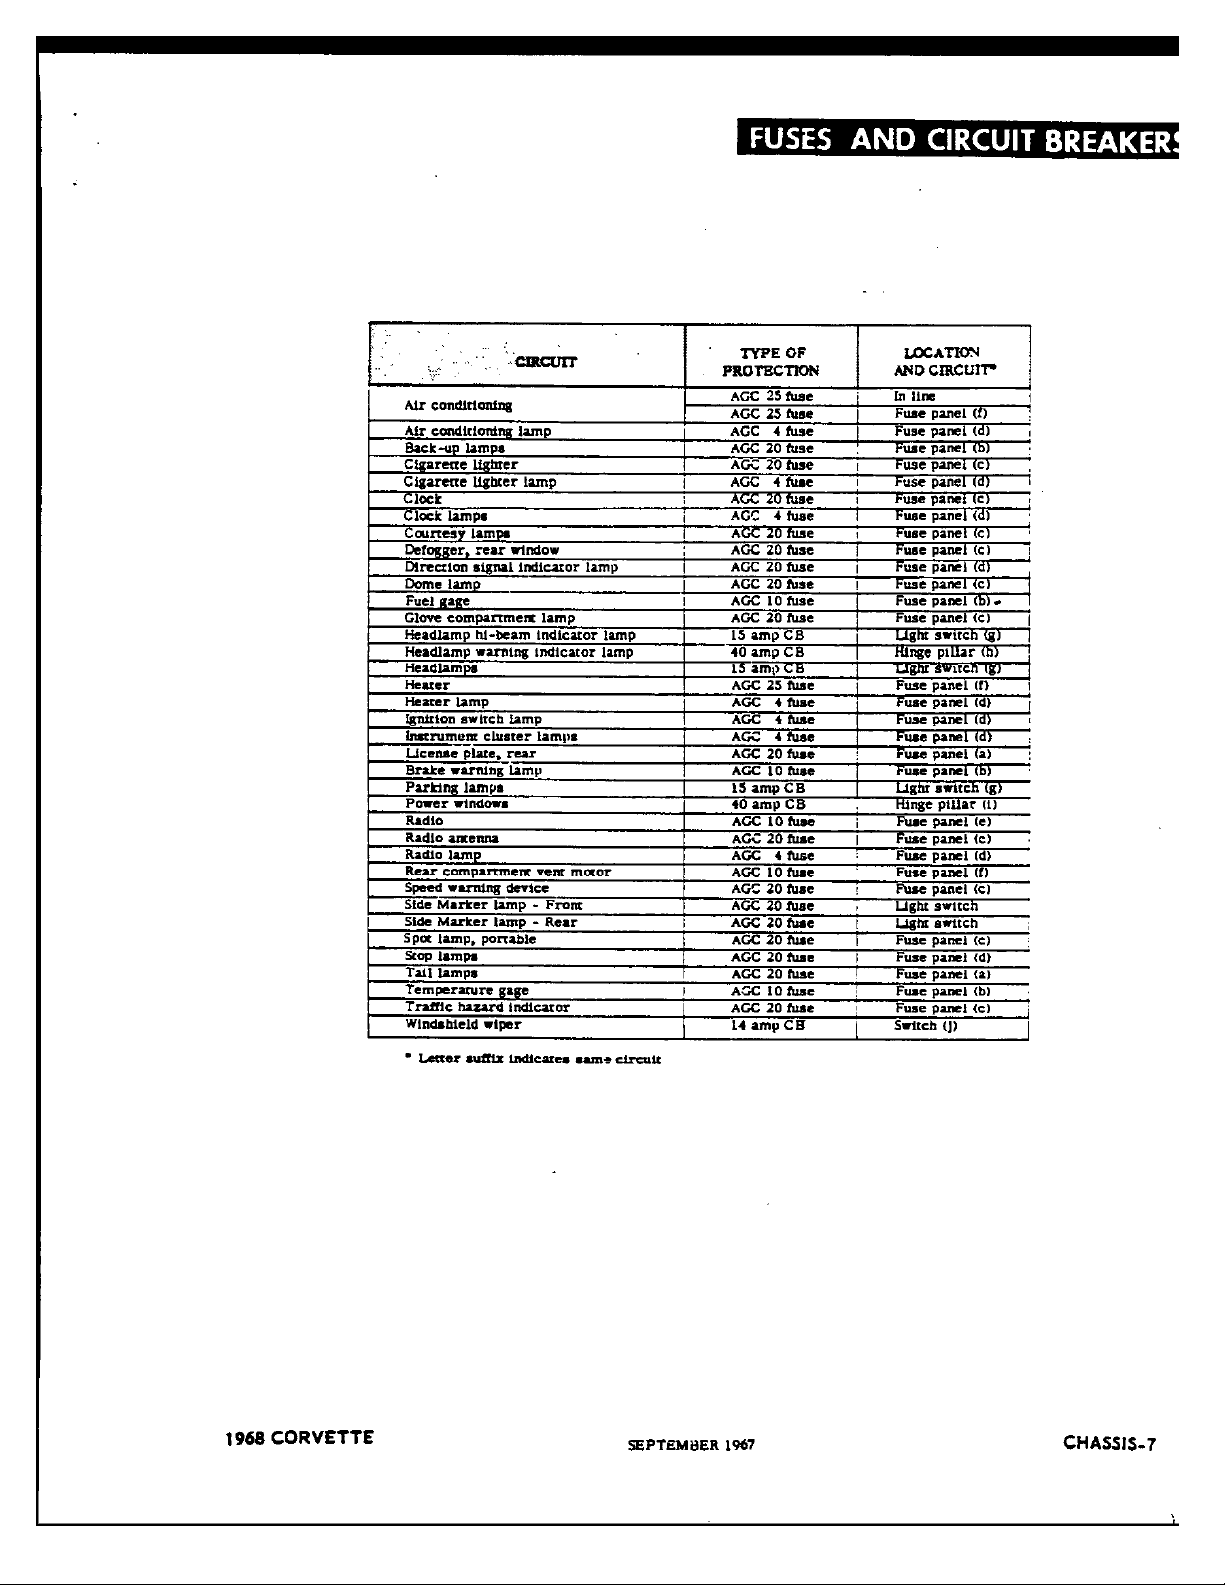 FUSES AND CIRCUIT BREAKERS
CIRCUIT TYPE OF PROTECTION LOCATION AND CIRCUIT*
Air conditioning AGC 25 fuse In line
AGC 25 fuse Fuse panel (f)
Air conditioning lamp AGC 4 fuse Fuse panel (d)
Back-up lamps AGC 20 fuse Fuse panel (b)
Cigarette lighter AGC 20 fuse Fuse panel (c)
Cigarette lighter lamp AGC 4 fuse Fuse panel (d)
Clock AGC 20 fuse Fuse panel (c)
Clock lamps AGC 4 fuse Fuse panel (d)
Courtesy lamps AGC 20 fuse Fuse panel (c)
Defogger, rear window AGC 20 fuse Fuse panel (c)
Direction signal indicator lamp AGC 20 fuse Fuse panel (d)
Dome lamp AGC 20 fuse Fuse panel (c)
Fuel gage AGC 10 fuse Fuse panel (b)
Glove compartment lamp AGC 20 fuse Fuse panel (c)
Headlamp hi-beam indicator lamp 15 amp CB Light switch (g)
Headlamp warning indicator lamp 40 amp CB Hinge pillar (h)
Headlamps 15 amp CB Light switch (g)
Heater AGC 25 fuse Fuse panel (f)
Heater lamp AGC 4 fuse Fuse panel (d)
Ignition switch lamp AGC 4 fuse Fuse panel (d)
Instrument cluster lamps AGC 4 fuse Fuse panel (d)
License plate, rear AGC 20 fuse Fuse panel (a)
Brake warning lamp AGC 10 fuse Fuse panel (b)
Parking lamps 15 amp CB Light switch (g)
Power windows 40 amp CB Hinge pillar (i)
Radio AGC 10 fuse Fuse panel (e)
Radio antenna AGC 20 fuse Fuse panel (c)
Radio lamp AGC 4 fuse Fuse panel (d)
Rear compartment vent motor AGC 10 fuse Fuse panel (f)
Speed warning device AGC 20 fuse Fuse panel (c)
Side Marker lamp - Front AGC 20 fuse Light switch
Side Marker lamp - Rear AGC 20 fuse Light switch
Spot lamp, portable AGC 20 fuse Fuse panel (c)
Stop lamps AGC 20 fuse Fuse panel (d)
Tail lamps AGC 20 fuse Fuse panel (a)
Temperature gage AGC 10 fuse Fuse panel (b)
Traffic hazard indicator AGC 20 fuse Fuse panel (c)
Windshield wiper 14 amp CB Switch (j)
* Letter suffix indicates same circuit
1968 CORVETTE SEPTEMBER 1967 CHASSIS-7